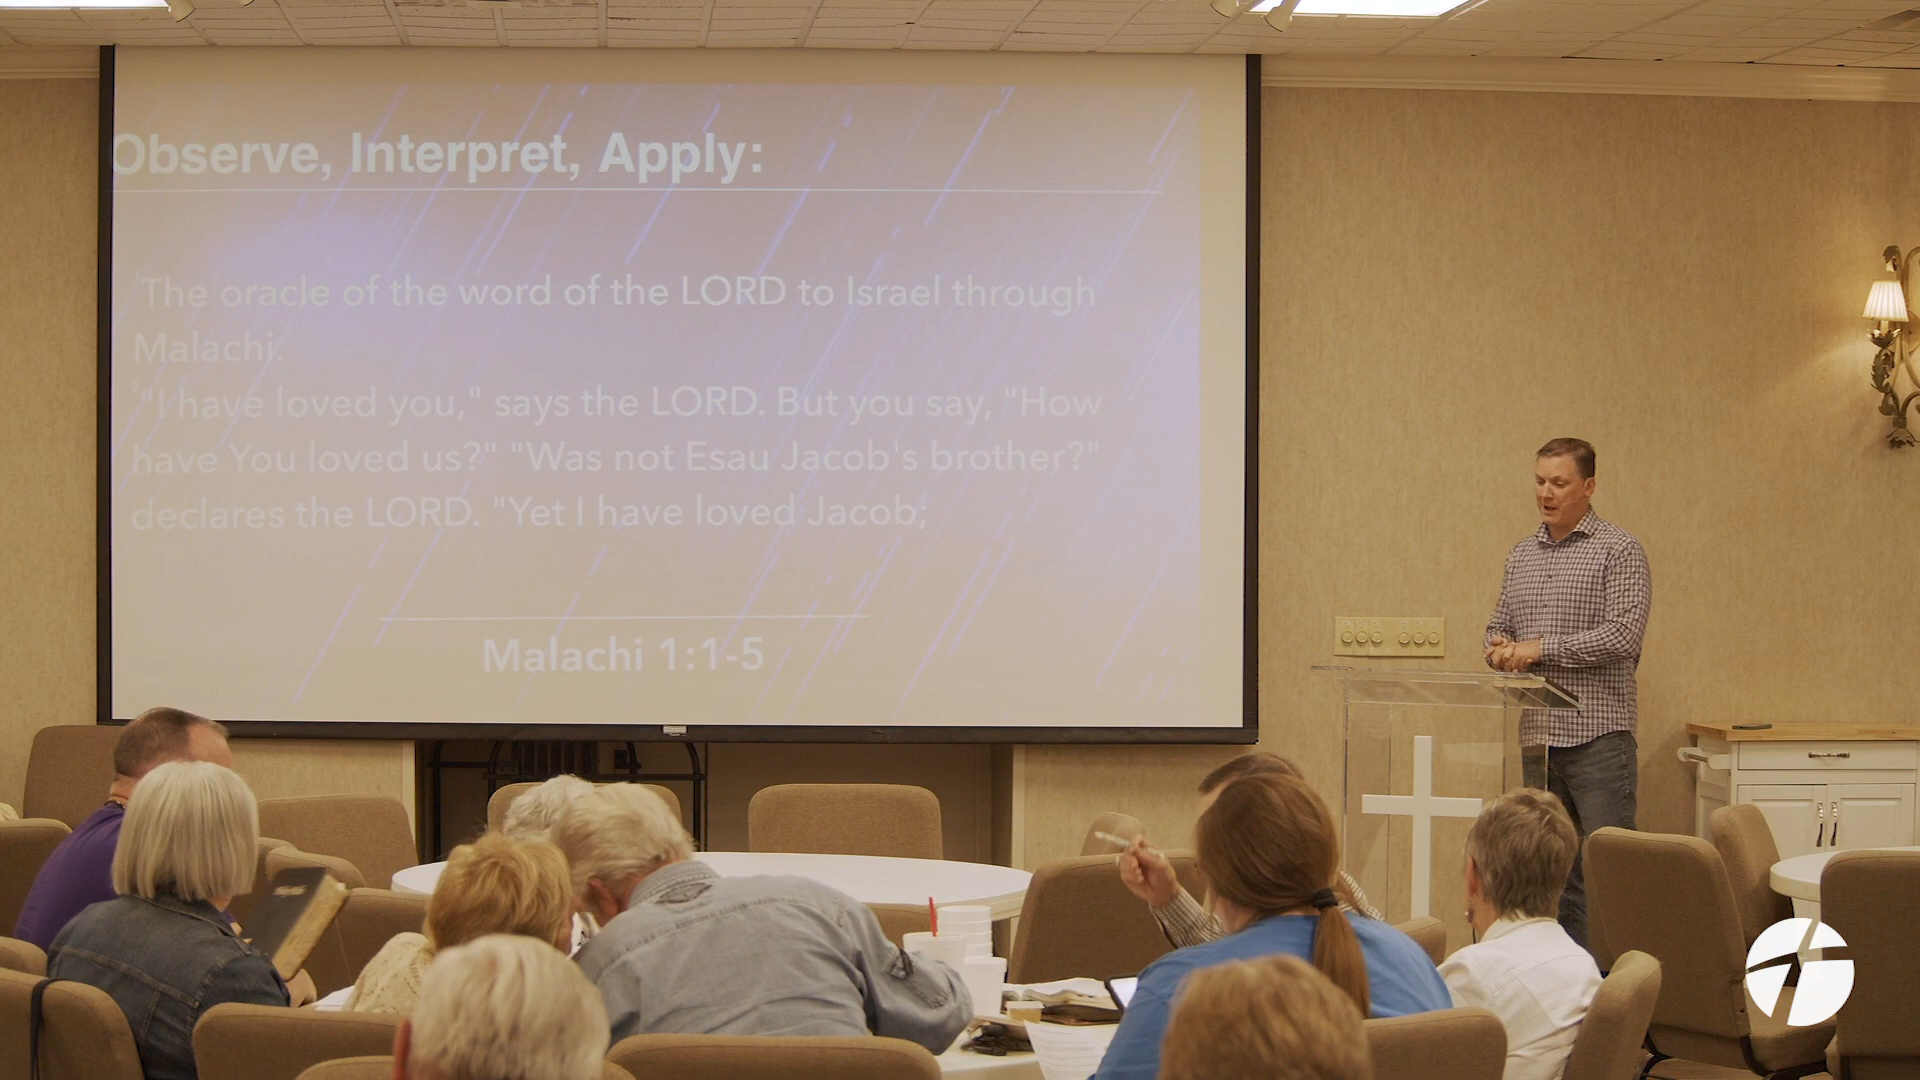 Observe, Interpret, Apply:
¹The oracle of the word of the LORD to Israel through
Malachi.
²"I have loved you," says the LORD. But you say, "How
have You loved us?" "Was not Esau Jacob's brother?"
declares the LORD. "Yet I have loved Jacob;
Malachi 1:1-5